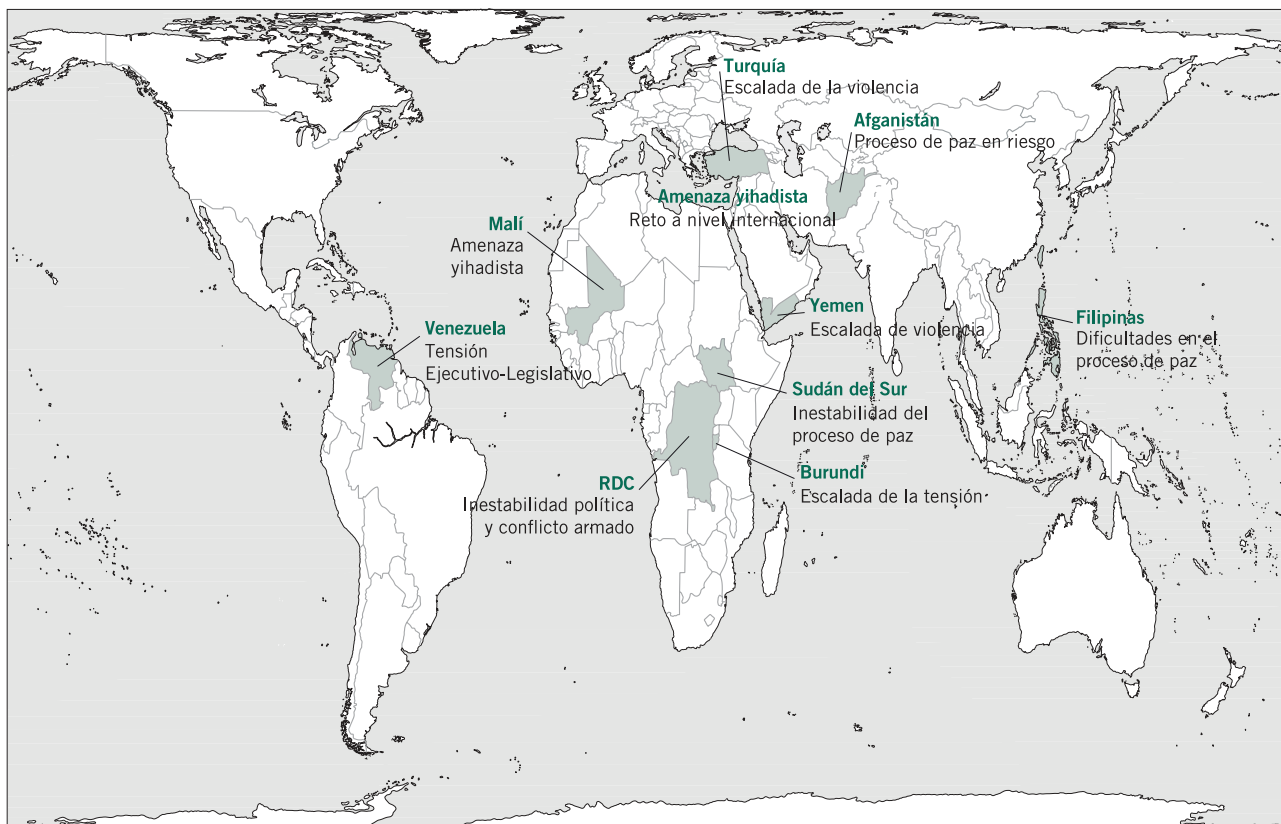 Turquía
Escalada de la violencia
Afganistán
Proceso de paz en riesgo
Amenaza yihadista
Reto a nivel internacional
Malí
Amenaza
yihadista
Yemen
Escalada de violencia
Filipinas
Dificultades en el
proceso de paz
Venezuela
Tensión
Ejecutivo-Legislativo
Sudán del Sur
Inestabilidad del
proceso de paz
Burundi
Escalada de la tensión
RDC
Inestabilidad política
y conflicto armado